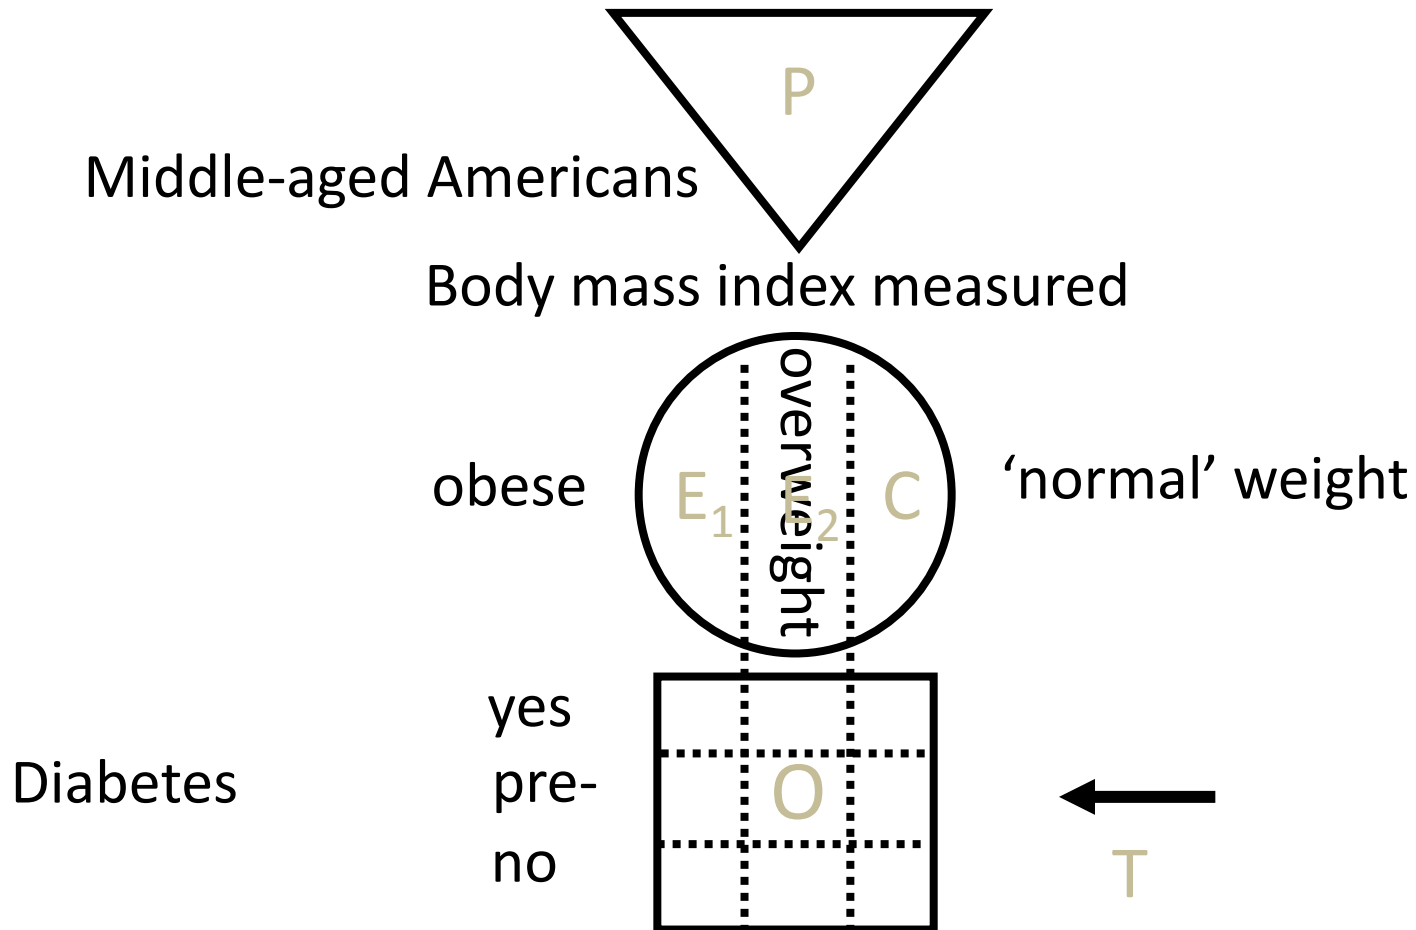 P
Middle-aged Americans
Body mass index measured
overweight
obese
E1
E2
C
‘normal’ weight
yes
Diabetes
pre-
O
no
T